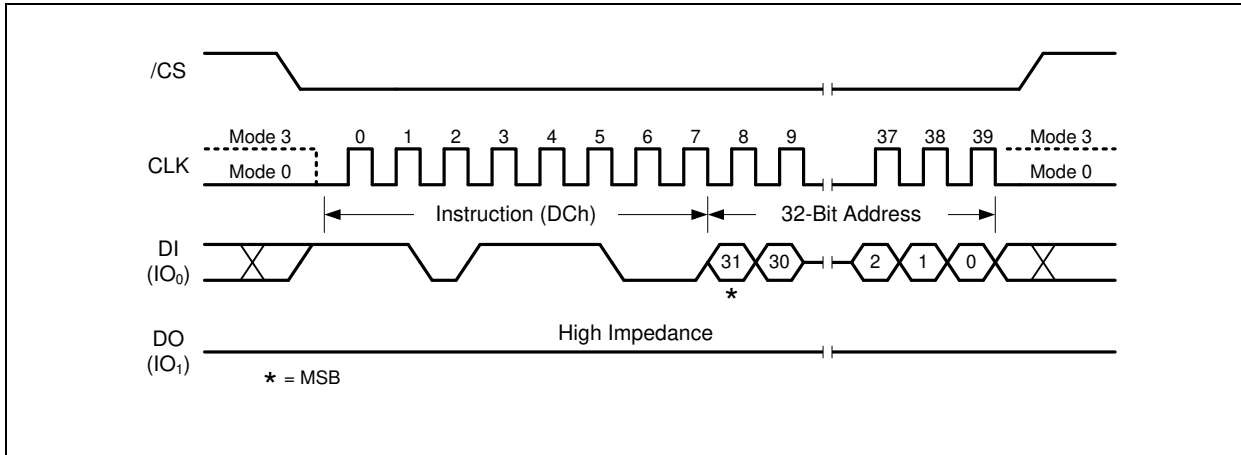 /CS
Mode 3 0 1 2 3 4 5 6 7 8 9 37 38 39 Mode 3
CLK
Mode 0 Mode 0
Instruction (DCh) 32-Bit Address
DI
(IO₀)
31 30 2 1 0
*
High Impedance
DO
(IO₁)
* = MSB